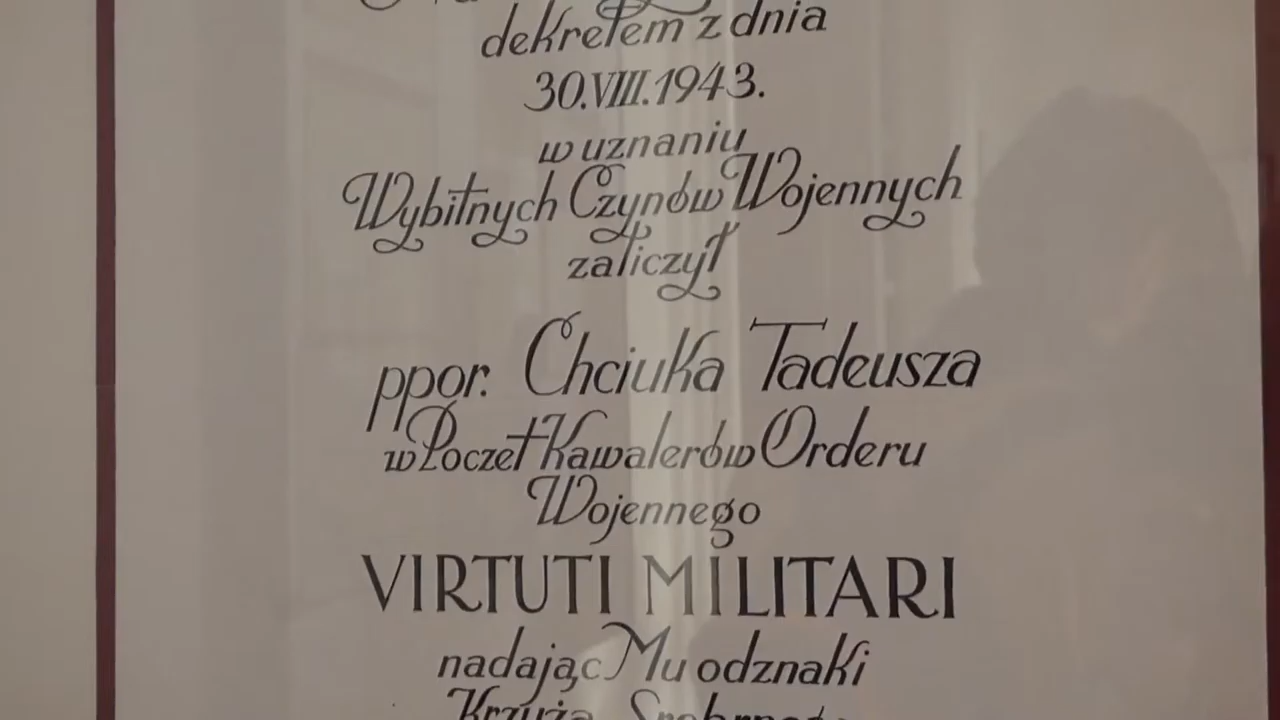 dekretem z dnia
30.VIII.1943.
w uznaniu
Wybitnych Czynów Wojennych
zaliczył
ppor. Chciuka Tadeusza
w Poczet Kawalerów Orderu
Wojennego
VIRTUTI MILITARI
nadając Mu odznaki
Krzyża